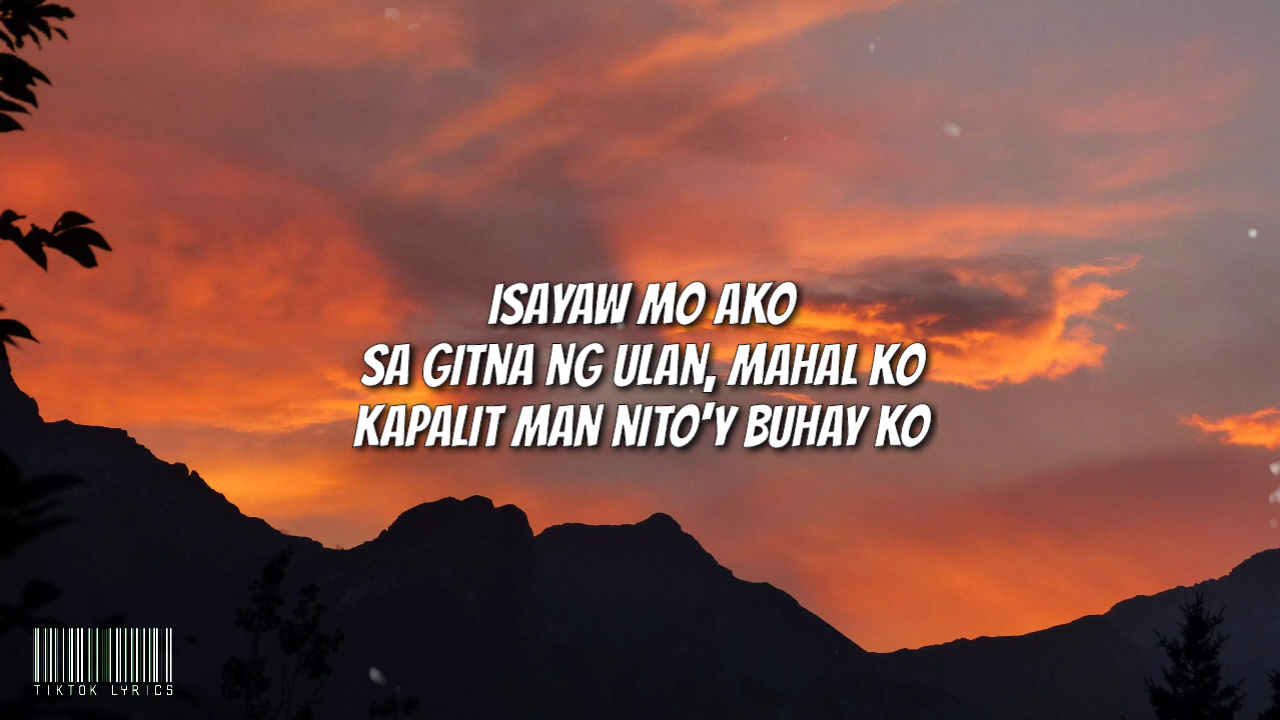 ISAYAW MO AKO
SA GITNA NG ULAN, MAHAL KO
KAPALIT MAN NITO'Y BUHAY KO
TIKTOK LYRICS